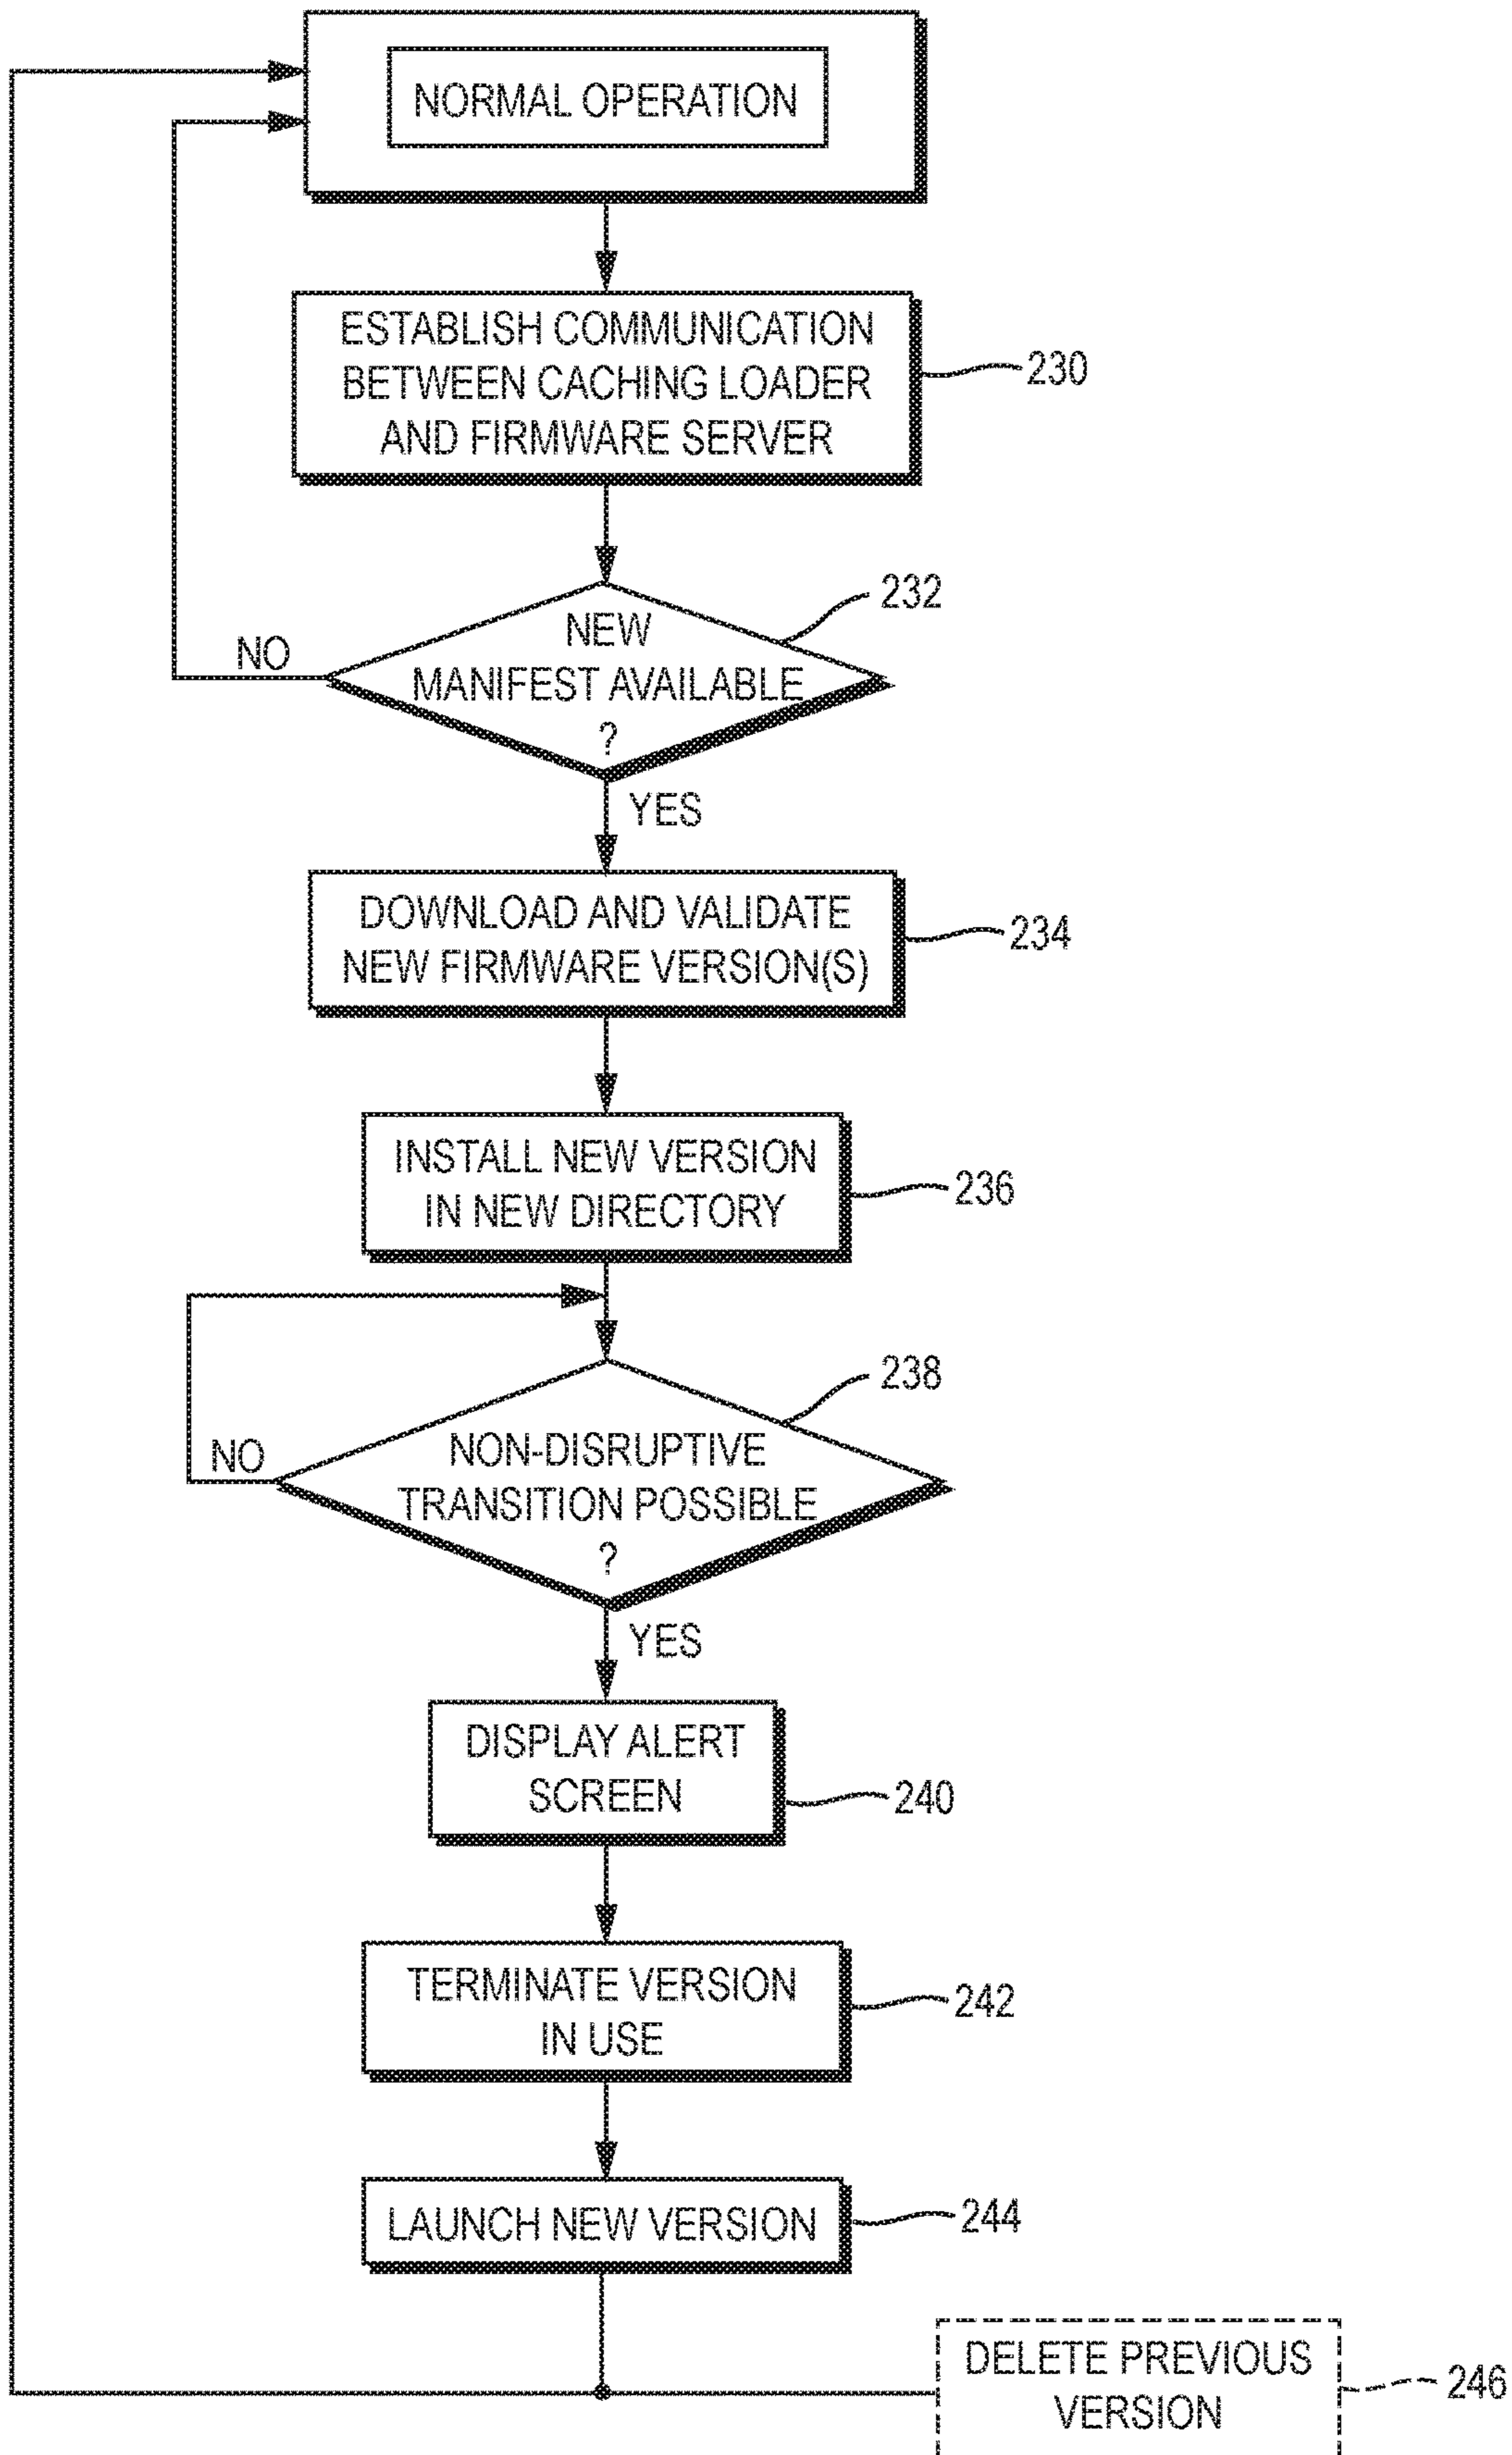 NORMAL OPERATION
ESTABLISH COMMUNICATION
BETWEEN CACHING LOADER
AND FIRMWARE SERVER
230
232
NEW
MANIFEST AVAILABLE
?
NO
YES
DOWNLOAD AND VALIDATE
NEW FIRMWARE VERSION(S)
234
INSTALL NEW VERSION
IN NEW DIRECTORY
236
238
NON-DISRUPTIVE
TRANSITION POSSIBLE
?
NO
YES
DISPLAY ALERT
SCREEN
240
TERMINATE VERSION
IN USE
242
LAUNCH NEW VERSION
244
DELETE PREVIOUS
VERSION
246